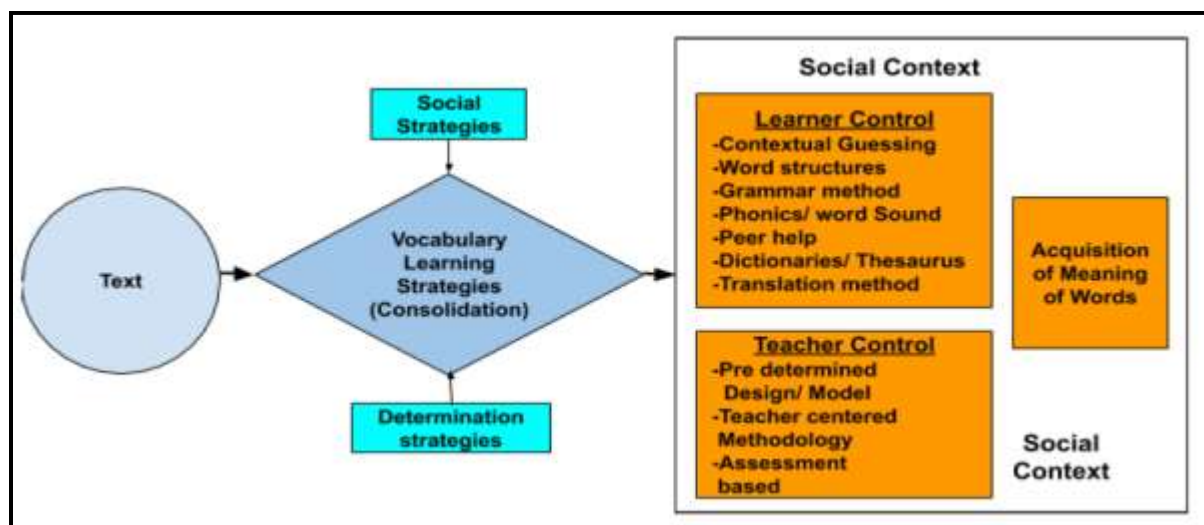 Text
Social
Strategies
Vocabulary
Learning
Strategies
(Consolidation)
Determination
strategies
Social Context
Learner Control
-Contextual Guessing
-Word structures
-Grammar method
-Phonics/ word Sound
-Peer help
-Dictionaries/ Thesaurus
-Translation method
Teacher Control
-Pre determined
Design/ Model
-Teacher centered
Methodology
-Assessment
based
Acquisition
of Meaning
of Words
Social
Context